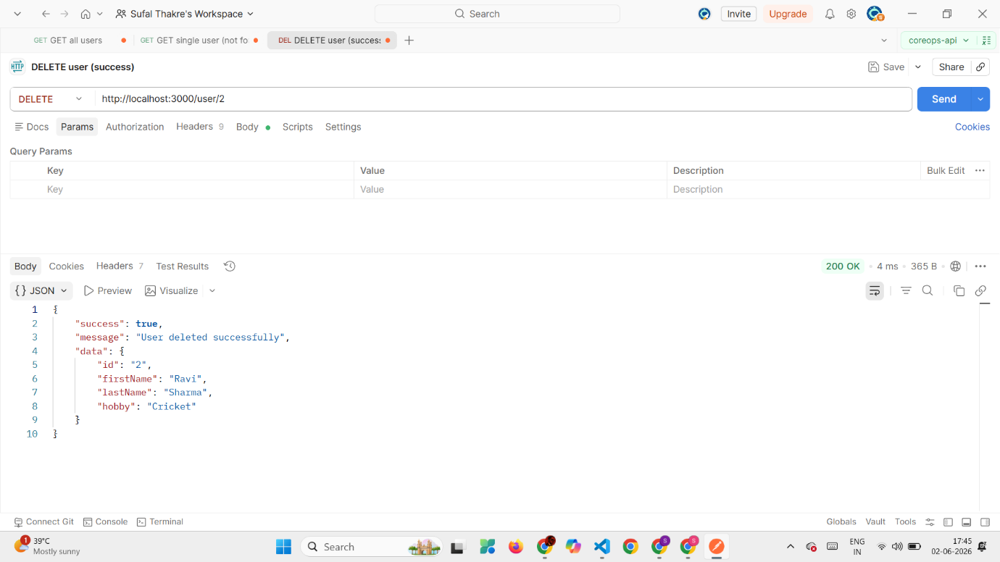 Sufal Thakre's Workspace
Search
Invite
Upgrade
GET GET all users
GET GET single user (not fo
DEL DELETE user (success
coreops-api
HTTP DELETE user (success)
Save
Share
DELETE
http://localhost:3000/user/2
Send
Docs
Params
Authorization
Headers 9
Body
Scripts
Settings
Cookies
Query Params
Key
Value
Description
Bulk Edit
Key
Value
Description
Body
Cookies
Headers 7
Test Results
200 OK
4 ms
365 B
{ } JSON
Preview
Visualize
1 {
2 "success": true,
3 "message": "User deleted successfully",
4 "data": {
5 "id": "2",
6 "firstName": "Ravi",
7 "lastName": "Sharma",
8 "hobby": "Cricket"
9 }
10 }
Connect Git
Console
Terminal
Globals
Vault
Tools
1
39°C
Mostly sunny
Search
S
S
ENG
IN
17:45
02-06-2026